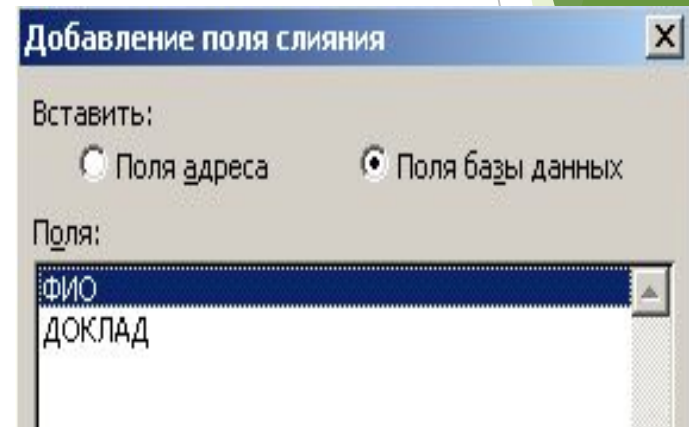 Добавление поля слияния
Вставить:
Поля адреса Поля базы данных
Поля:
ФИО
ДОКЛАД